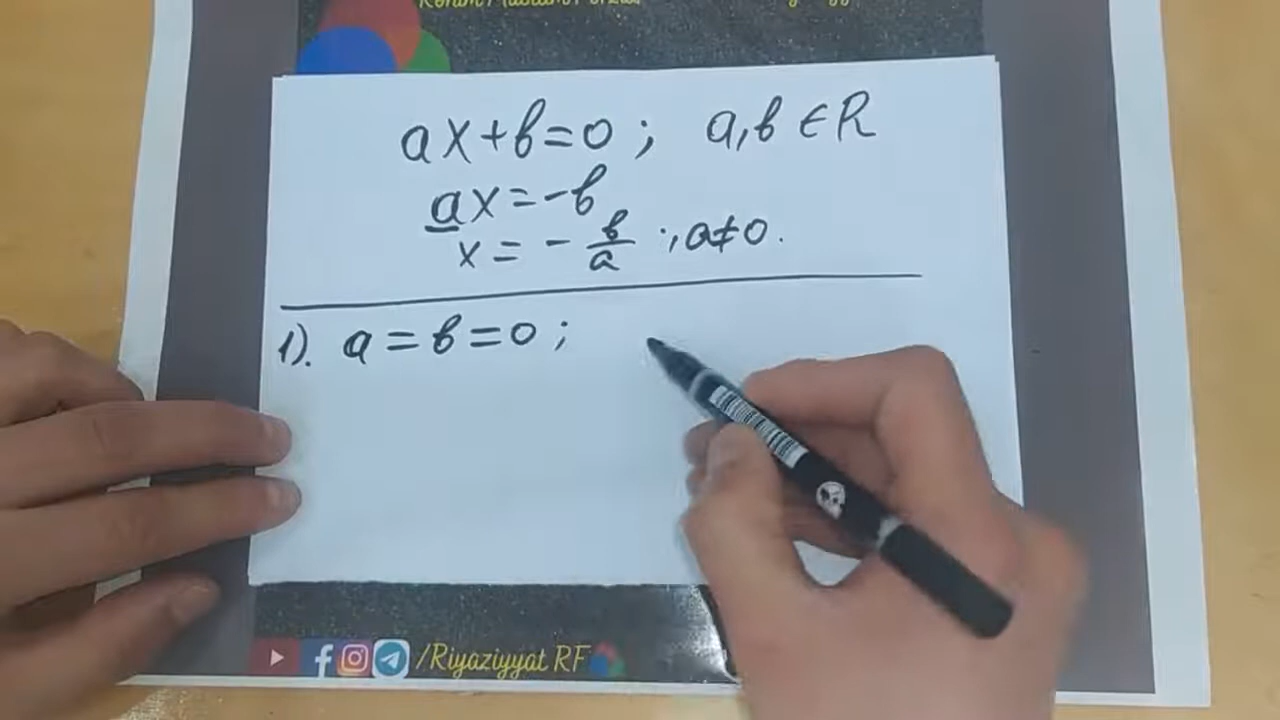 ax+b=0; a,b∈R
ax=-b
x = - b/a ; a≠0.
1). a=b=0;
/Riyaziyyat RF